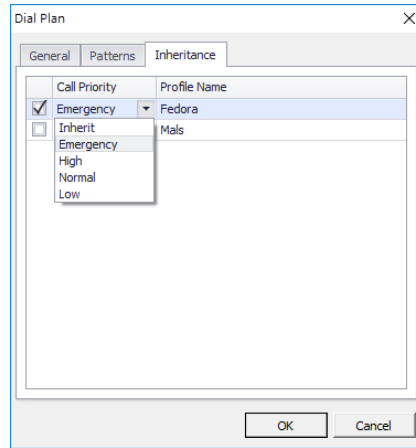 Dial Plan
General Patterns Inheritance
Call Priority Profile Name
Emergency Fedora
Inherit Mals
Emergency
High
Normal
Low
OK Cancel